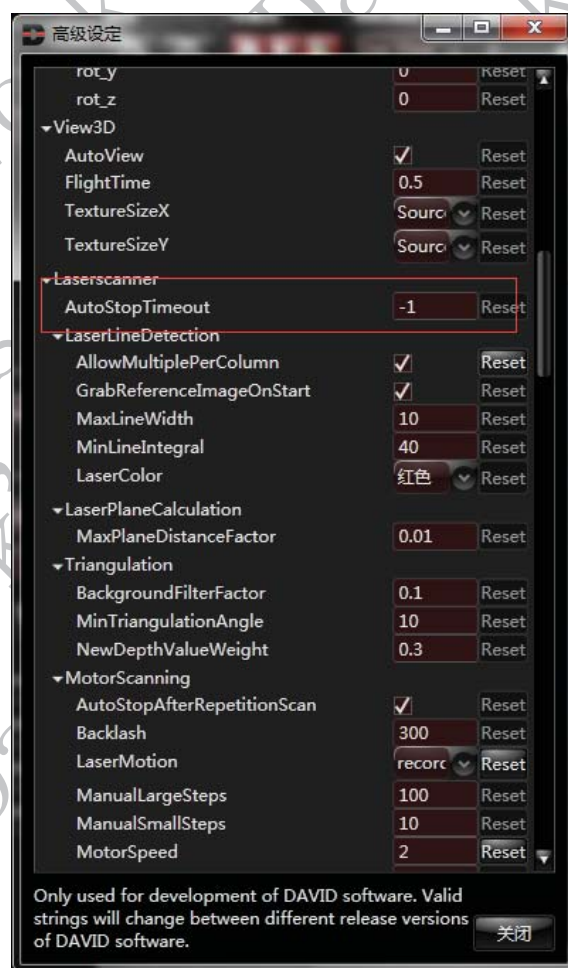 高级设定
rot_y 0 Reset
rot_z 0 Reset
View3D
AutoView Reset
FlightTime 0.5 Reset
TextureSizeX Sourc Reset
TextureSizeY Sourc Reset
Laserscanner
AutoStopTimeout -1 Reset
LaserLineDetection
AllowMultiplePerColumn Reset
GrabReferenceImageOnStart Reset
MaxLineWidth 10 Reset
MinLineIntegral 40 Reset
LaserColor 红色 Reset
LaserPlaneCalculation
MaxPlaneDistanceFactor 0.01 Reset
Triangulation
BackgroundFilterFactor 0.1 Reset
MinTriangulationAngle 10 Reset
NewDepthValueWeight 0.3 Reset
MotorScanning
AutoStopAfterRepetitionScan Reset
Backlash 300 Reset
LaserMotion recorc Reset
ManualLargeSteps 100 Reset
ManualSmallSteps 10 Reset
MotorSpeed 2 Reset
Only used for development of DAVID software. Valid
strings will change between different release versions
of DAVID software.
关闭